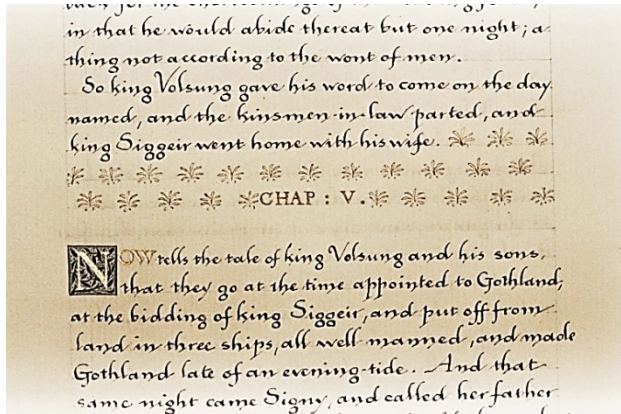 in that he would abide thereat but one night; a
thing not according to the wont of men.
So king Volsung gave his word to come on the day
named, and the kinsmen-in-law parted, and
king Siggeir went home with his wife.
CHAP : V.
NOW tells the tale of king Volsung and his sons,
that they go at the time appointed to Gothland,
at the bidding of king Siggeir, and put off from
land in three ships, all well manned, and made
Gothland late of an evening-tide. And that
same night came Signy, and called her father